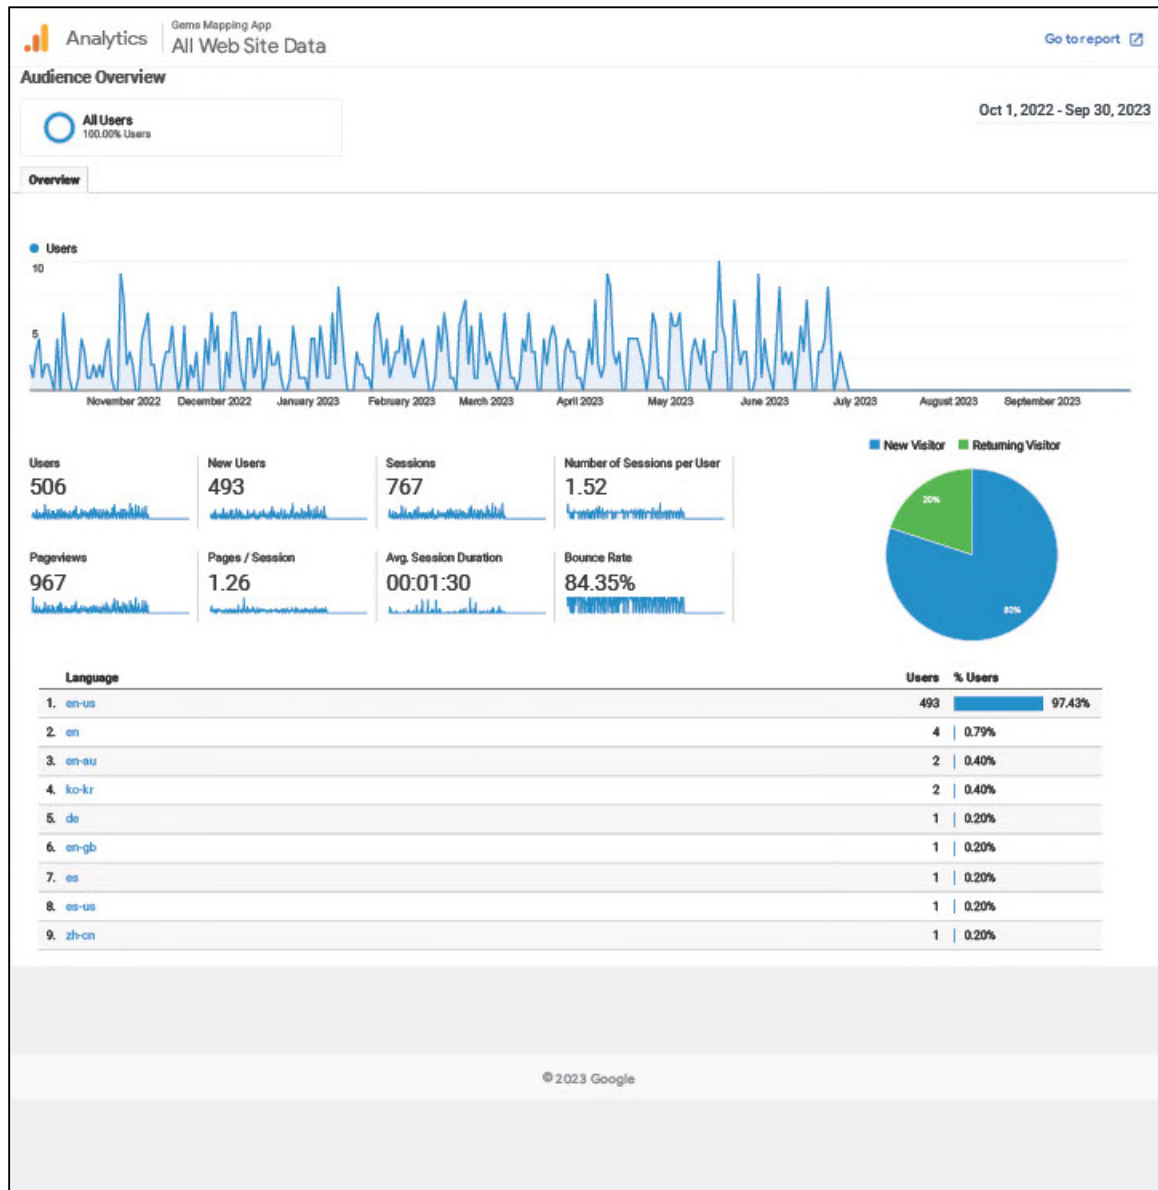 Analytics
Gems Mapping App
All Web Site Data
Go to report
Audience Overview
All Users
100.00% Users
Oct 1, 2022 - Sep 30, 2023
Overview
Users
10
5
November 2022 December 2022 January 2023 February 2023 March 2023 April 2023 May 2023 June 2023 July 2023 August 2023 September 2023
New Visitor Returning Visitor
Users
506
New Users
493
Sessions
767
Number of Sessions per User
1.52
Pageviews
967
Pages / Session
1.26
Avg. Session Duration
00:01:30
Bounce Rate
84.35%
20%
80%
Language Users % Users
1. en-us 493 97.43%
2. en 4 0.79%
3. en-au 2 0.40%
4. ko-kr 2 0.40%
5. de 1 0.20%
6. en-gb 1 0.20%
7. es 1 0.20%
8. es-us 1 0.20%
9. zh-cn 1 0.20%
© 2023 Google